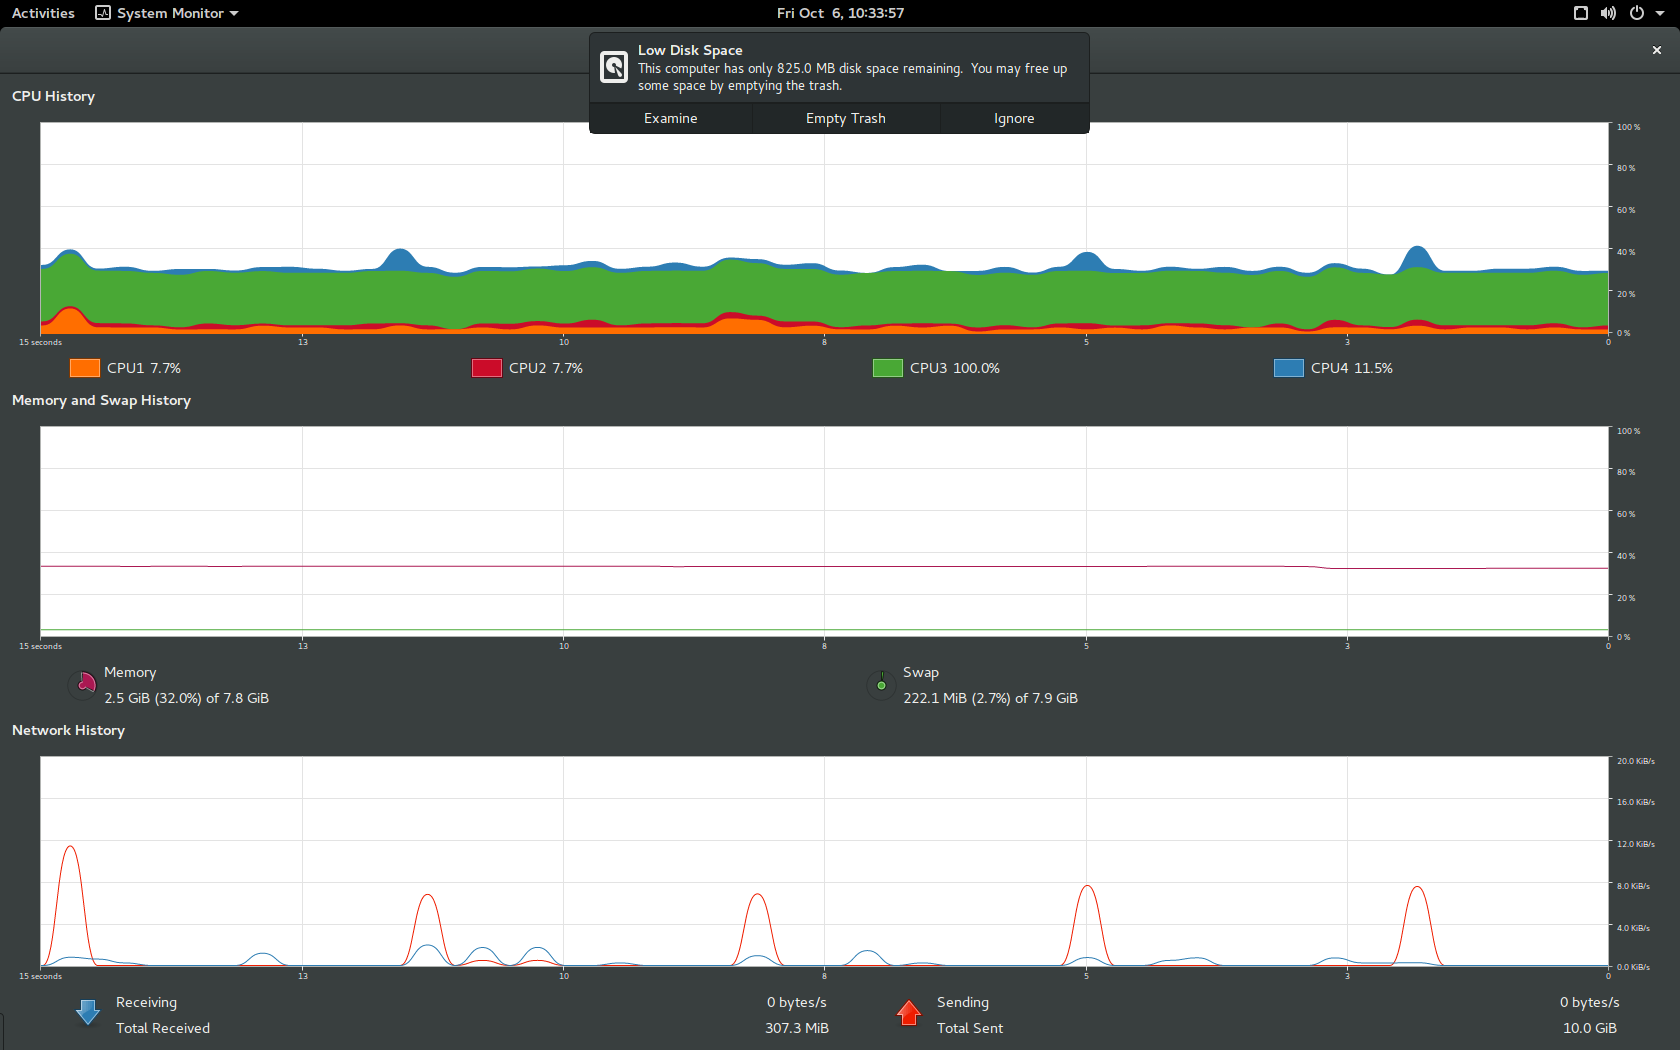 Activities
System Monitor
Fri Oct 6, 10:33:57
Low Disk Space
This computer has only 825.0 MB disk space remaining. You may free up
some space by emptying the trash.
Examine
Empty Trash
Ignore
CPU History
100 %
80 %
60 %
40 %
20 %
0 %
15 seconds
13
10
8
5
3
0
CPU1 7.7%
CPU2 7.7%
CPU3 100.0%
CPU4 11.5%
Memory and Swap History
100 %
80 %
60 %
40 %
20 %
0 %
15 seconds
13
10
8
5
3
0
Memory
2.5 GiB (32.0%) of 7.8 GiB
Swap
222.1 MiB (2.7%) of 7.9 GiB
Network History
20.0 KiB/s
16.0 KiB/s
12.0 KiB/s
8.0 KiB/s
4.0 KiB/s
0.0 KiB/s
15 seconds
13
10
8
5
3
0
Receiving
0 bytes/s
Total Received
307.3 MiB
Sending
0 bytes/s
Total Sent
10.0 GiB